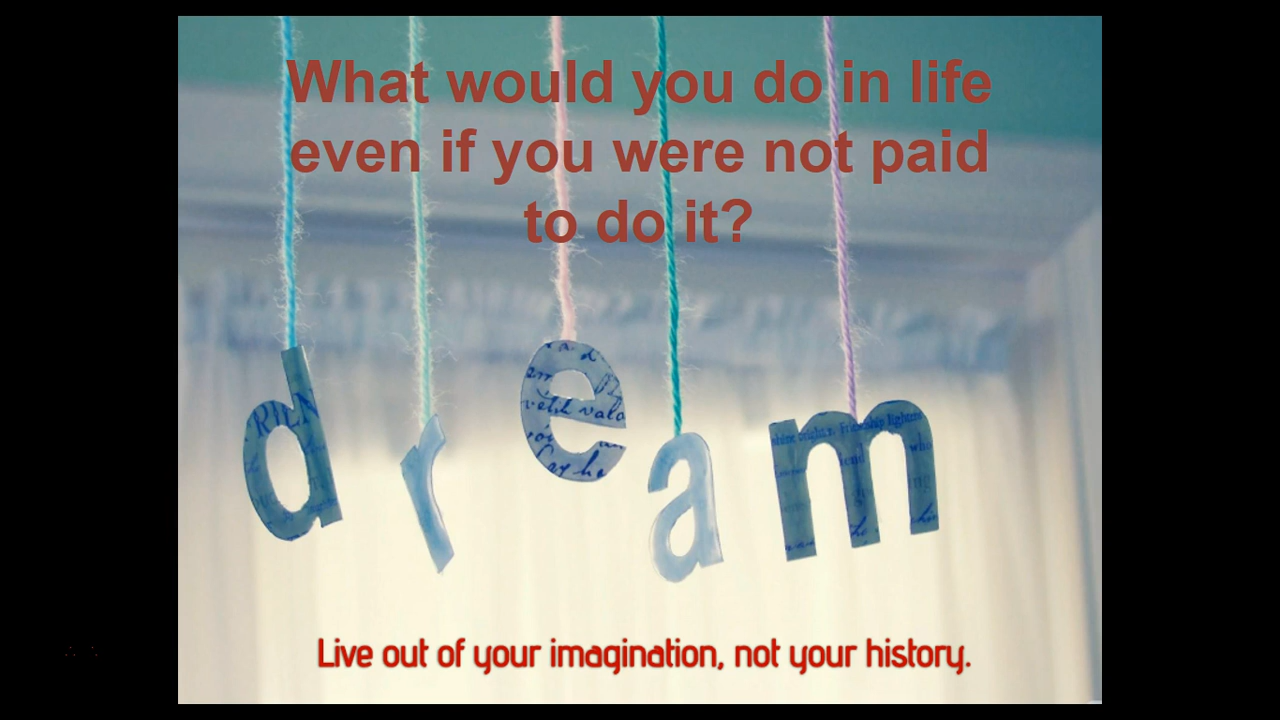 What would you do in life
even if you were not paid
to do it?
dream
Live out of your imagination, not your history.